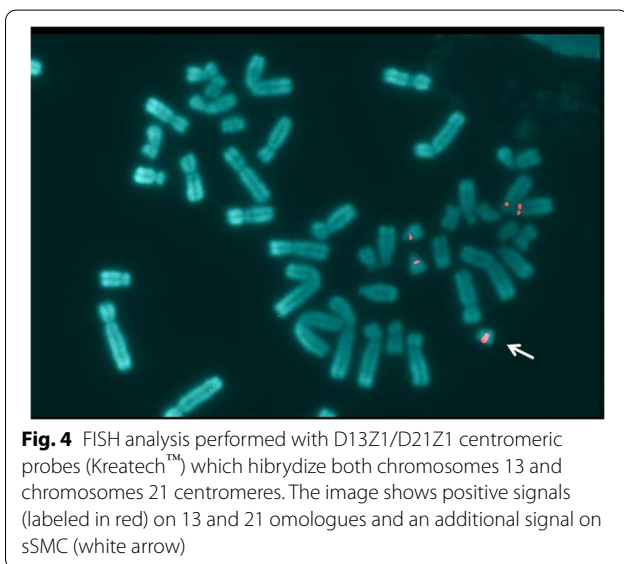 Fig. 4 FISH analysis performed with D13Z1/D21Z1 centromeric
probes (Kreatech™) which hibrydize both chromosomes 13 and
chromosomes 21 centromeres. The image shows positive signals
(labeled in red) on 13 and 21 omologues and an additional signal on
sSMC (white arrow)